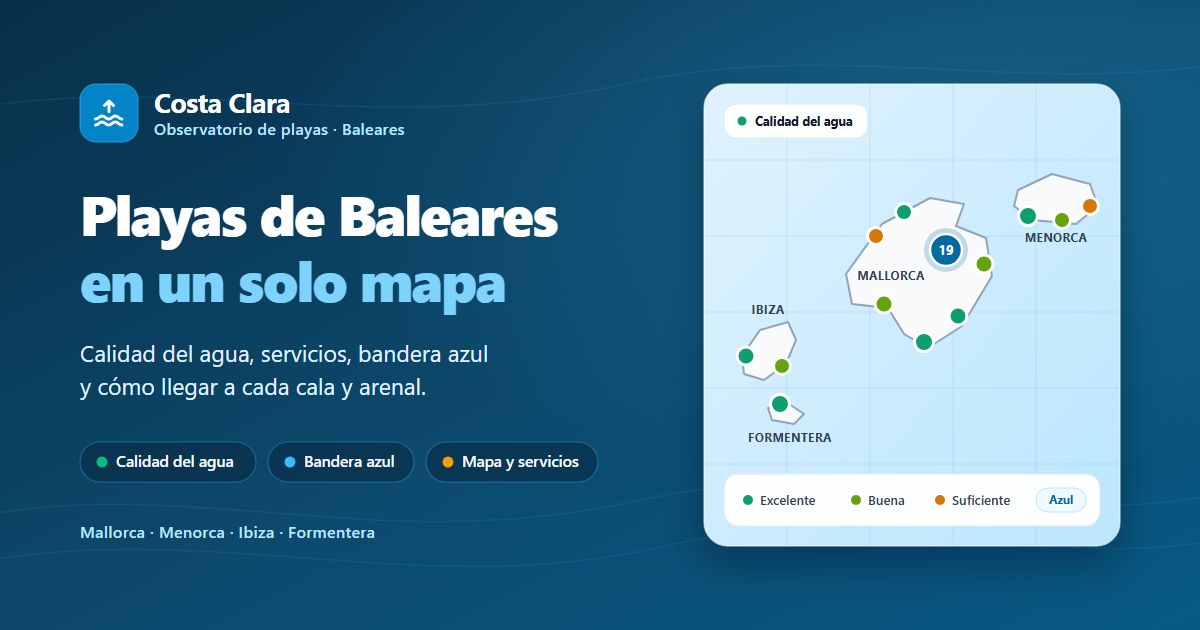 Costa Clara
Observatorio de playas · Baleares
Playas de Baleares
en un solo mapa
Calidad del agua, servicios, bandera azul
y cómo llegar a cada cala y arenal.
Calidad del agua
Bandera azul
Mapa y servicios
Mallorca · Menorca · Ibiza · Formentera
Calidad del agua
MENORCA
19
MALLORCA
IBIZA
FORMENTERA
Excelente
Buena
Suficiente
Azul